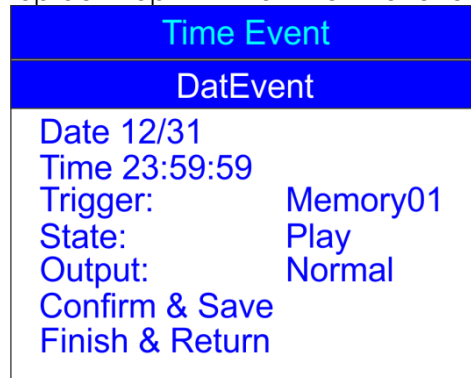 Time Event
DatEvent
Date 12/31
Time 23:59:59
Trigger: Memory01
State: Play
Output: Normal
Confirm & Save
Finish & Return